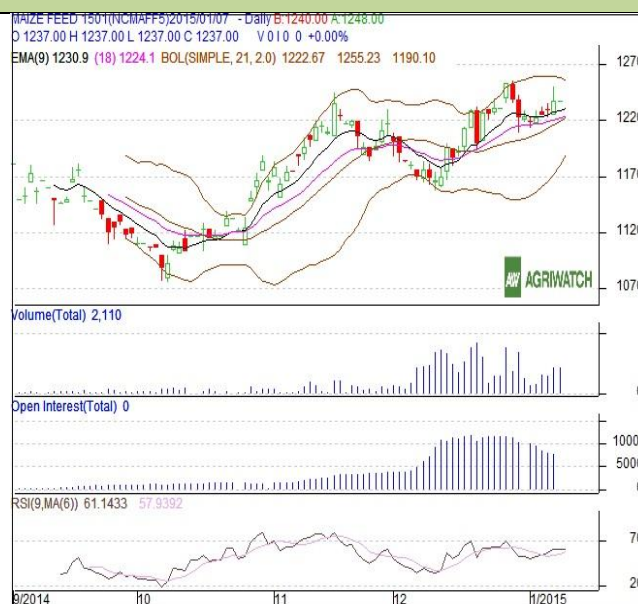 MAIZE FEED 1501(NCMAFF5)2015/01/07 - Daily B:1240.00 A:1248.00
O 1237.00 H 1237.00 L 1237.00 C 1237.00 V 0 I 0 0 +0.00%
EMA(9) 1230.9 (18) 1224.1 BOL(SIMPLE, 21, 2.0) 1222.67 1255.23 1190.10
1270
1220
1170
1120
1070
AW AGRIWATCH
Volume(Total) 2,110
0
Open Interest(Total) 0
1000
5000
0
RSI(9,MA(6)) 61.1433 57.9392
70
20
9/2014 10 11 12 1/2015